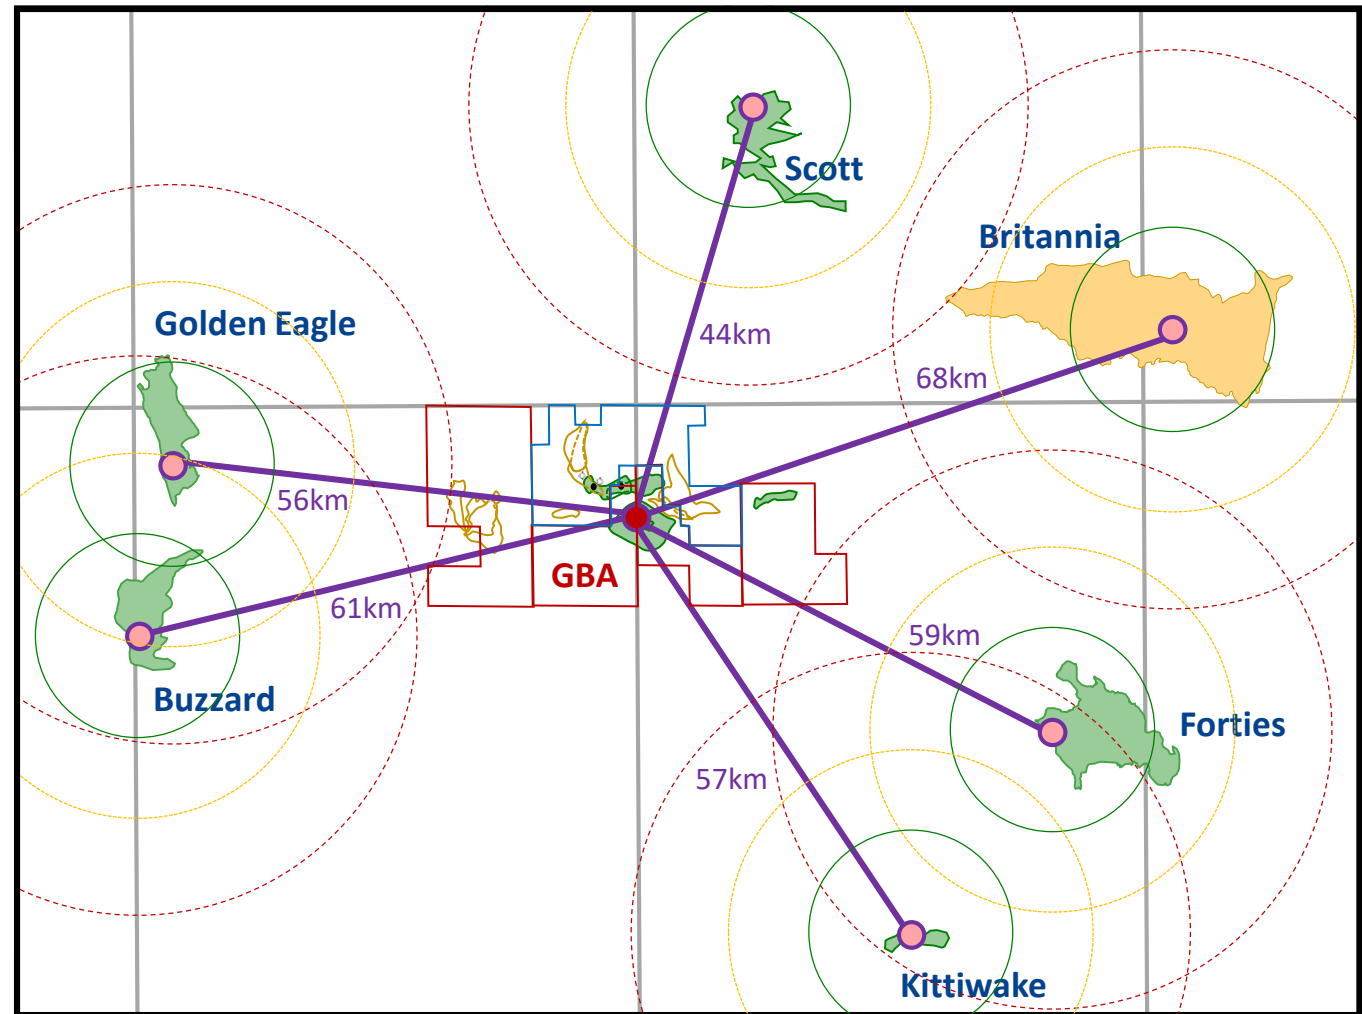 Scott
Britannia
Golden Eagle
44km
68km
56km
GBA
61km
59km
Buzzard
Forties
57km
Kittiwake